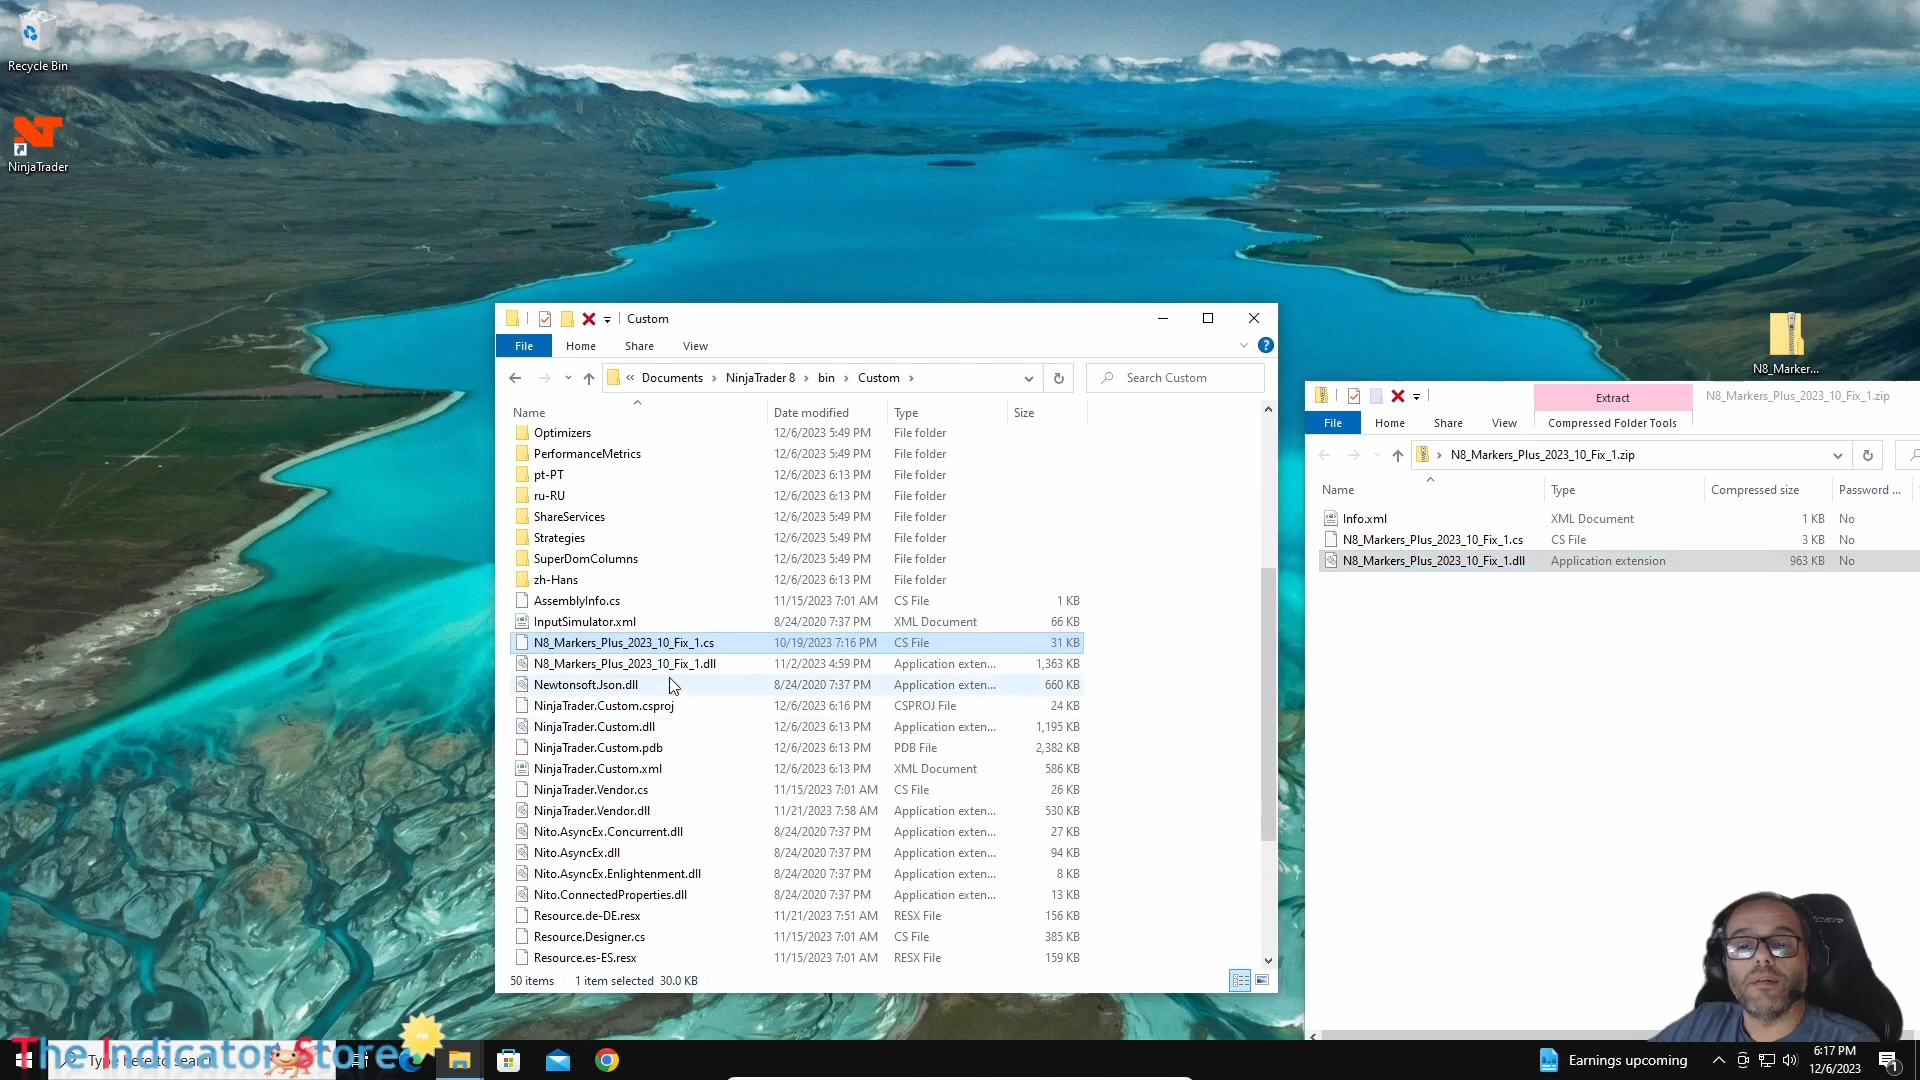 Recycle Bin
NinjaTrader
N8_Marker...
Custom
File
Home
Share
View
« Documents › NinjaTrader 8 › bin › Custom ›
Search Custom
Name
Date modified
Type
Size
Optimizers 12/6/2023 5:49 PM File folder
PerformanceMetrics 12/6/2023 5:49 PM File folder
pt-PT 12/6/2023 6:13 PM File folder
ru-RU 12/6/2023 6:13 PM File folder
ShareServices 12/6/2023 5:49 PM File folder
Strategies 12/6/2023 5:49 PM File folder
SuperDomColumns 12/6/2023 5:49 PM File folder
zh-Hans 12/6/2023 6:13 PM File folder
AssemblyInfo.cs 11/15/2023 7:01 AM CS File 1 KB
InputSimulator.xml 8/24/2020 7:37 PM XML Document 66 KB
N8_Markers_Plus_2023_10_Fix_1.cs 10/19/2023 7:16 PM CS File 31 KB
N8_Markers_Plus_2023_10_Fix_1.dll 11/2/2023 4:59 PM Application exten... 1,363 KB
Newtonsoft.Json.dll 8/24/2020 7:37 PM Application exten... 660 KB
NinjaTrader.Custom.csproj 12/6/2023 6:16 PM CSPROJ File 24 KB
NinjaTrader.Custom.dll 12/6/2023 6:13 PM Application exten... 1,195 KB
NinjaTrader.Custom.pdb 12/6/2023 6:13 PM PDB File 2,382 KB
NinjaTrader.Custom.xml 12/6/2023 6:13 PM XML Document 586 KB
NinjaTrader.Vendor.cs 11/15/2023 7:01 AM CS File 26 KB
NinjaTrader.Vendor.dll 11/21/2023 7:58 AM Application exten... 530 KB
Nito.AsyncEx.Concurrent.dll 8/24/2020 7:37 PM Application exten... 27 KB
Nito.AsyncEx.dll 8/24/2020 7:37 PM Application exten... 94 KB
Nito.AsyncEx.Enlightenment.dll 8/24/2020 7:37 PM Application exten... 8 KB
Nito.ConnectedProperties.dll 8/24/2020 7:37 PM Application exten... 13 KB
Resource.de-DE.resx 11/21/2023 7:51 AM RESX File 156 KB
Resource.Designer.cs 11/15/2023 7:01 AM CS File 385 KB
Resource.es-ES.resx 11/15/2023 7:01 AM RESX File 159 KB
50 items 1 item selected 30.0 KB
Extract
N8_Markers_Plus_2023_10_Fix_1.zip
File
Home
Share
View
Compressed Folder Tools
› N8_Markers_Plus_2023_10_Fix_1.zip
Name
Type
Compressed size
Password ...
Info.xml XML Document 1 KB No
N8_Markers_Plus_2023_10_Fix_1.cs CS File 3 KB No
N8_Markers_Plus_2023_10_Fix_1.dll Application extension 963 KB No
The Indicator Store
Type here to search
Earnings upcoming
6:17 PM
12/6/2023
1